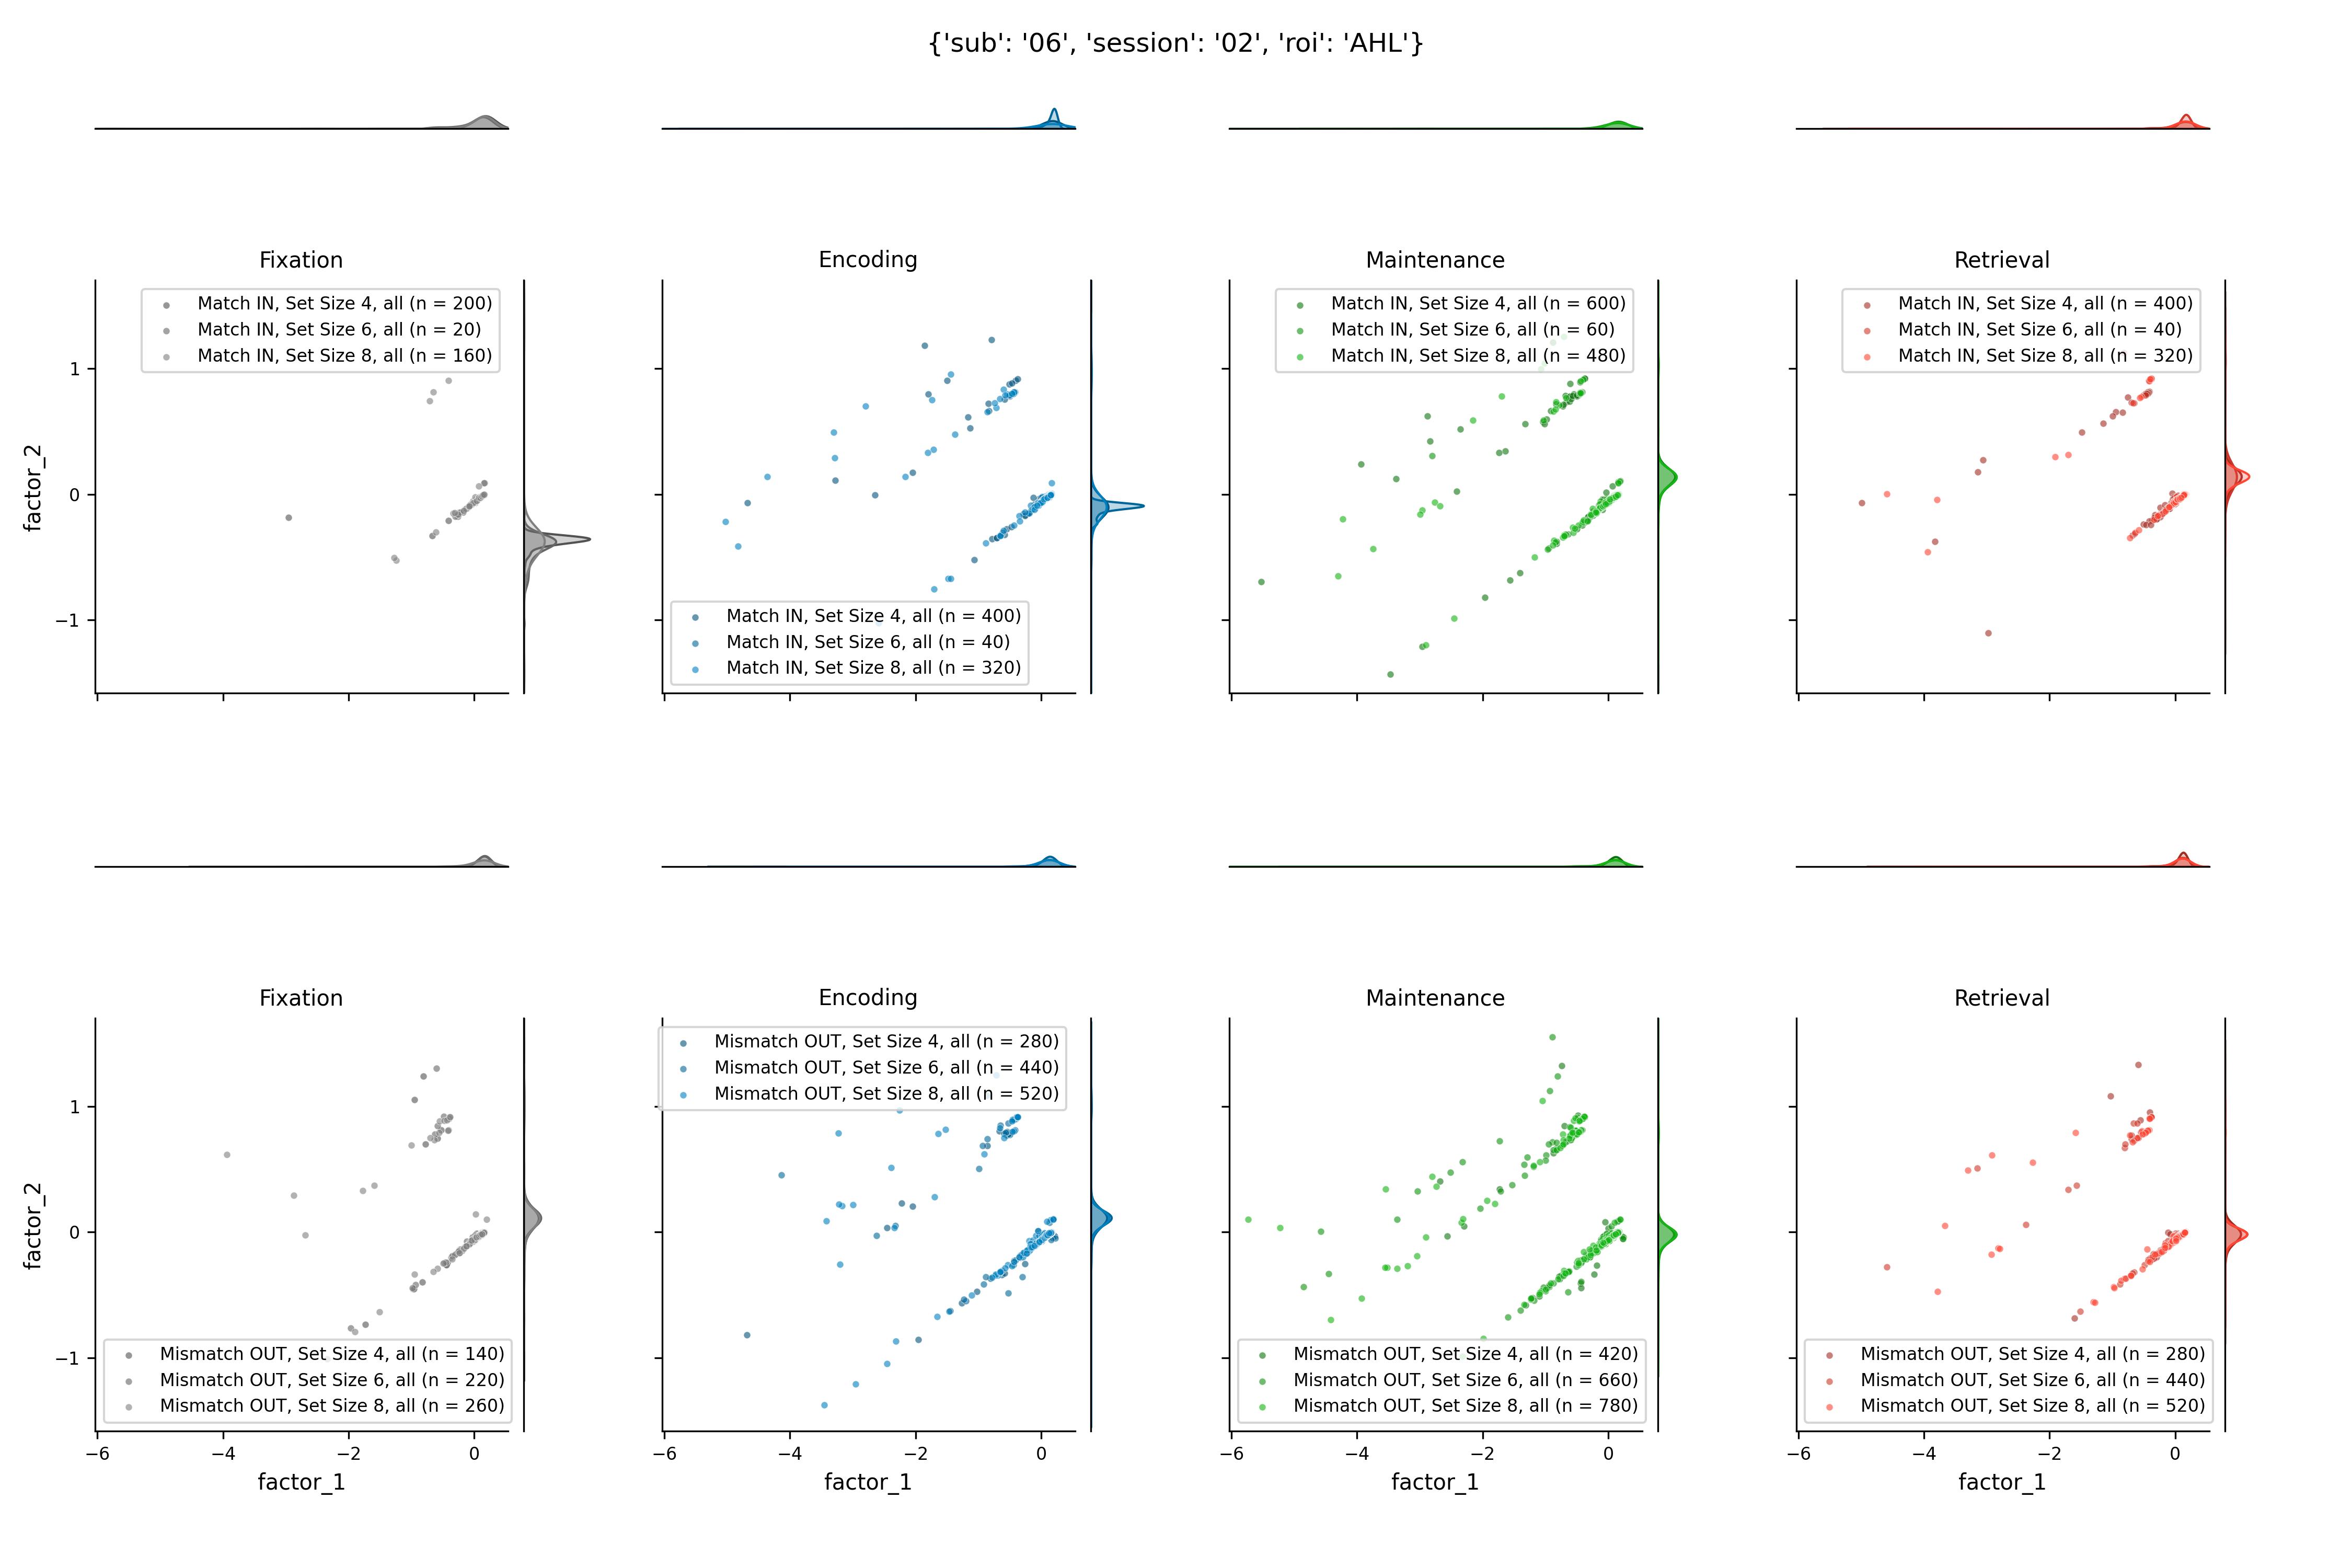 {'sub': '06', 'session': '02', 'roi': 'AHL'}
Fixation
Encoding
Maintenance
Retrieval
Match IN, Set Size 4, all (n = 200)
Match IN, Set Size 6, all (n = 20)
Match IN, Set Size 8, all (n = 160)
Match IN, Set Size 4, all (n = 400)
Match IN, Set Size 6, all (n = 40)
Match IN, Set Size 8, all (n = 320)
Match IN, Set Size 4, all (n = 600)
Match IN, Set Size 6, all (n = 60)
Match IN, Set Size 8, all (n = 480)
Match IN, Set Size 4, all (n = 400)
Match IN, Set Size 6, all (n = 40)
Match IN, Set Size 8, all (n = 320)
1
0
−1
factor_2
Fixation
Encoding
Maintenance
Retrieval
Mismatch OUT, Set Size 4, all (n = 140)
Mismatch OUT, Set Size 6, all (n = 220)
Mismatch OUT, Set Size 8, all (n = 260)
Mismatch OUT, Set Size 4, all (n = 280)
Mismatch OUT, Set Size 6, all (n = 440)
Mismatch OUT, Set Size 8, all (n = 520)
Mismatch OUT, Set Size 4, all (n = 420)
Mismatch OUT, Set Size 6, all (n = 660)
Mismatch OUT, Set Size 8, all (n = 780)
Mismatch OUT, Set Size 4, all (n = 280)
Mismatch OUT, Set Size 6, all (n = 440)
Mismatch OUT, Set Size 8, all (n = 520)
1
0
−1
factor_2
−6 −4 −2 0
−6 −4 −2 0
−6 −4 −2 0
−6 −4 −2 0
factor_1
factor_1
factor_1
factor_1